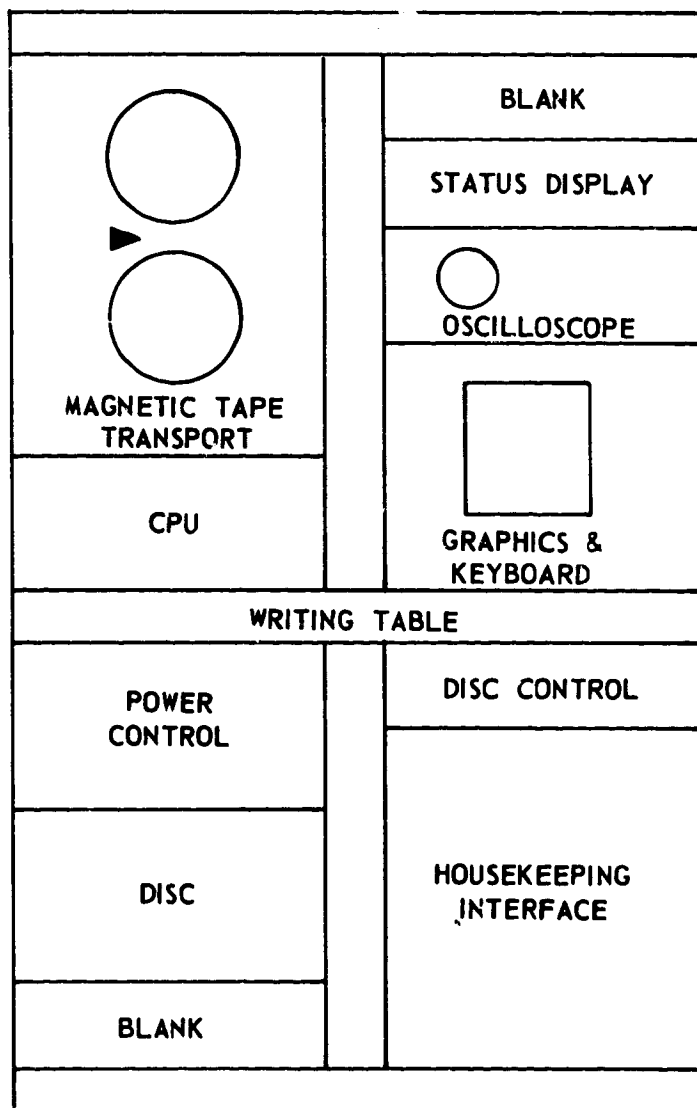 BLANK
STATUS DISPLAY
OSCILLOSCOPE
MAGNETIC TAPE
TRANSPORT
CPU
GRAPHICS &
KEYBOARD
WRITING TABLE
POWER
CONTROL
DISC CONTROL
DISC
HOUSEKEEPING
INTERFACE
BLANK